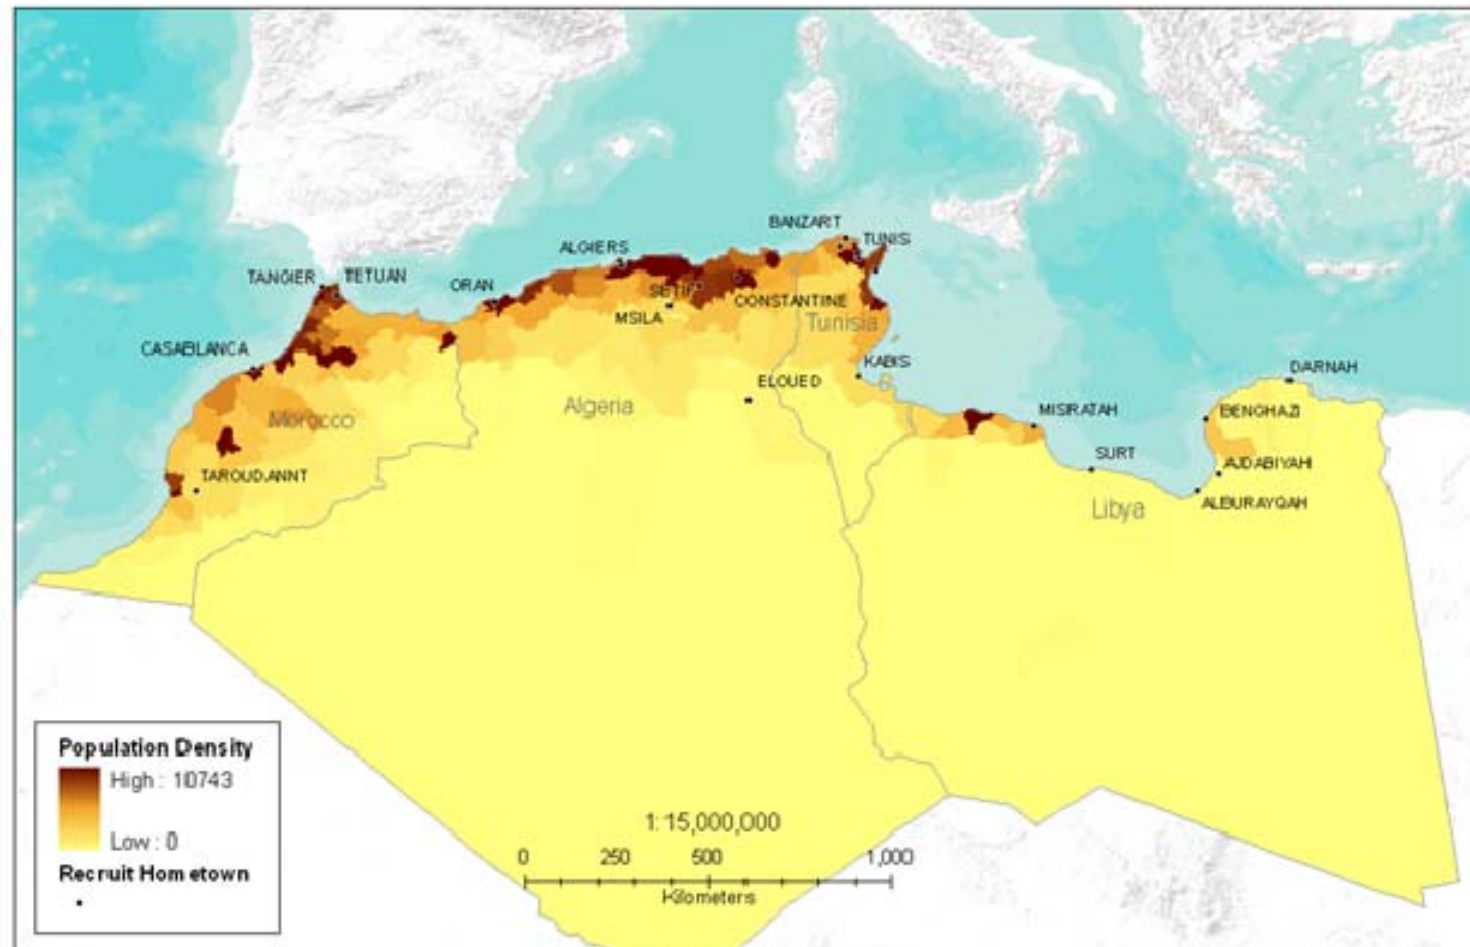 BANZARIT
TUNIS
ALGIERS
TANGIER
TETUAN
ORAN
SETIF
CONSTANTINE
MSILA
Tunisia
CASABLANCA
KABIS
DARNAH
ELOUED
Algeria
MISRATAH
BENGHAZI
Morocco
SURT
AJDABIYAH
TAROUDANNT
ALBURAYQAH
Libya
Population Density
High : 10743
Low : 0
Recruit Hometown
1:15,000,000
0 250 500 1,000
Kilometers